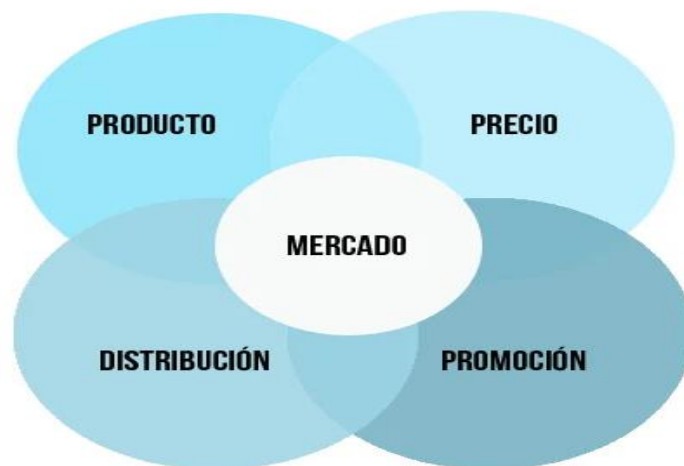 PRODUCTO
PRECIO
MERCADO
DISTRIBUCIÓN
PROMOCIÓN